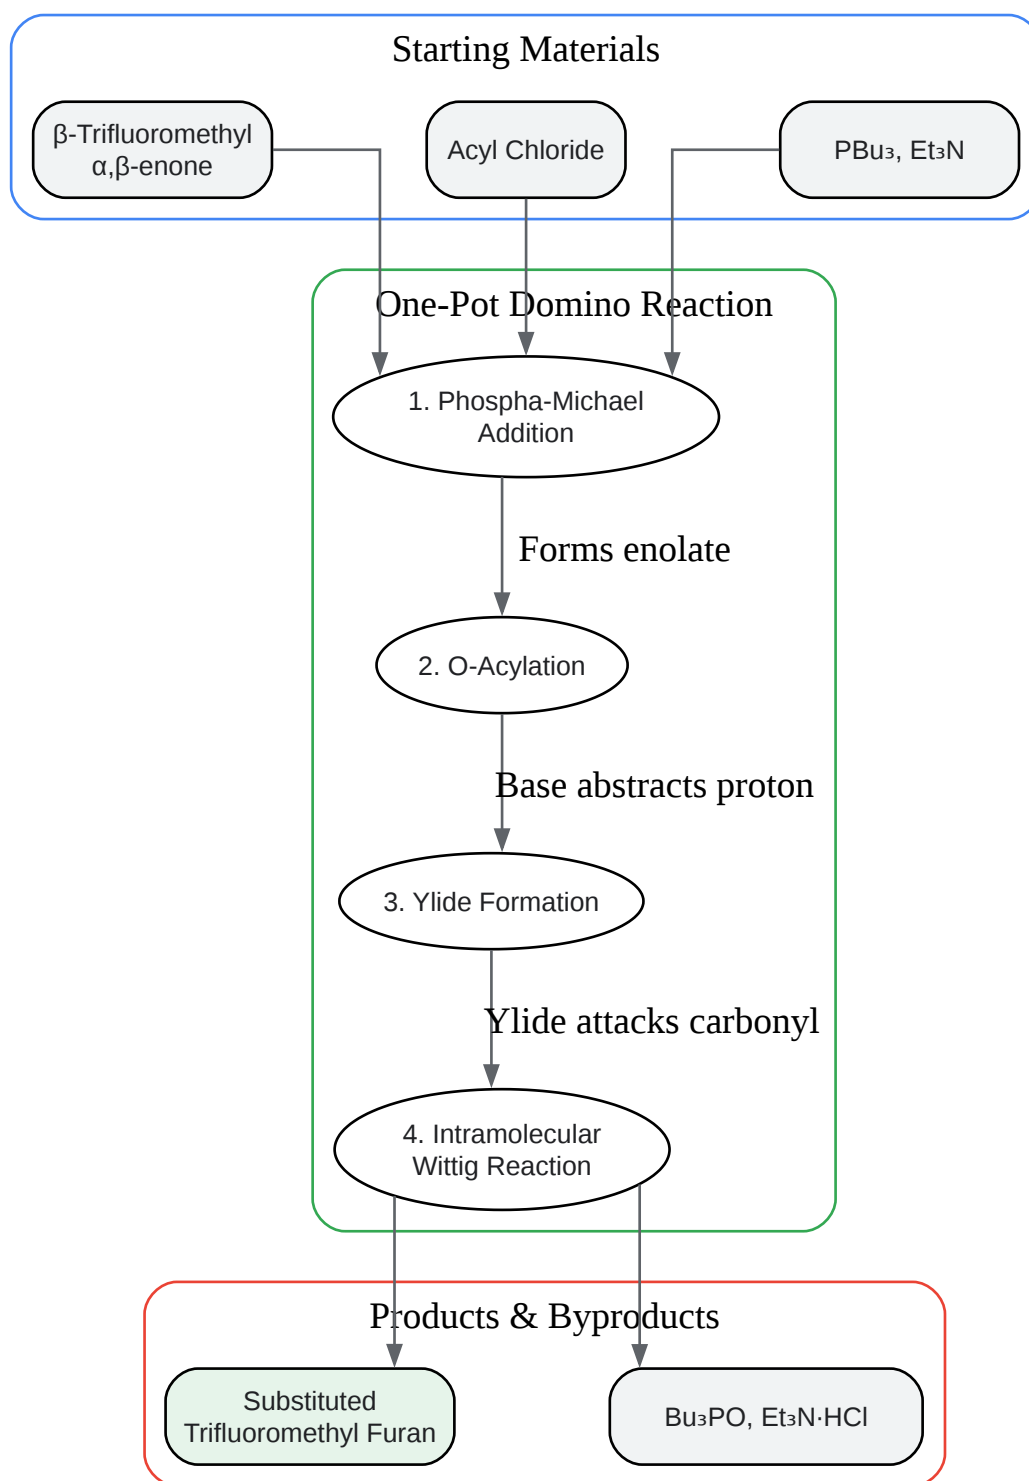 Starting Materials
β-Trifluoromethyl
α,β-enone
Acyl Chloride
PBu₃, Et₃N
One-Pot Domino Reaction
1. Phospha-Michael
Addition
Forms enolate
2. O-Acylation
Base abstracts proton
3. Ylide Formation
Ylide attacks carbonyl
4. Intramolecular
Wittig Reaction
Products & Byproducts
Substituted
Trifluoromethyl Furan
Bu₃PO, Et₃N·HCl